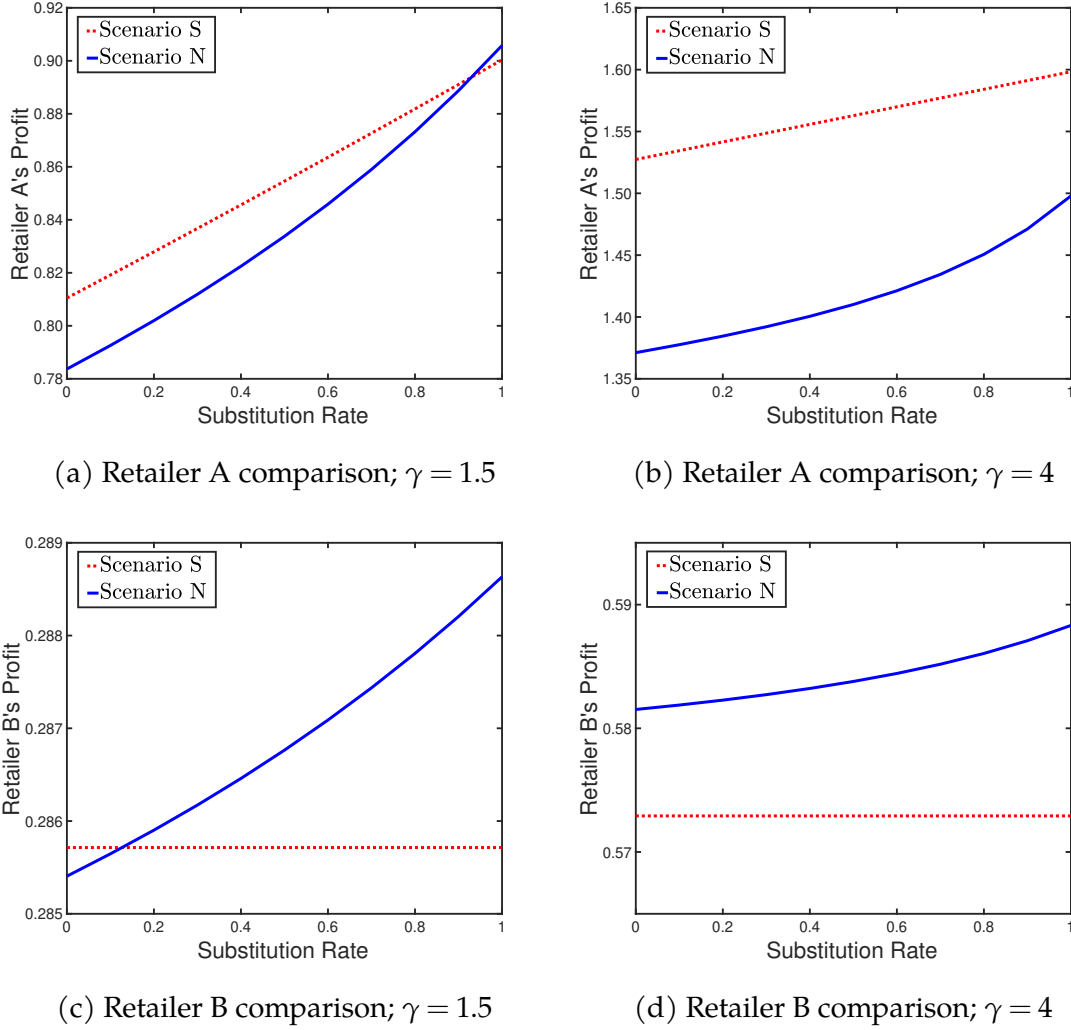 0.92
0.90
0.88
0.86
0.84
0.82
0.80
0.78
Retailer A's Profit
Scenario S
Scenario N
0 0.2 0.4 0.6 0.8 1
Substitution Rate
(a) Retailer A comparison; γ = 1.5
1.65
1.60
1.55
1.50
1.45
1.40
1.35
Retailer A's Profit
Scenario S
Scenario N
0 0.2 0.4 0.6 0.8 1
Substitution Rate
(b) Retailer A comparison; γ = 4
0.289
0.288
0.287
0.286
0.285
Retailer B's Profit
Scenario S
Scenario N
0 0.2 0.4 0.6 0.8 1
Substitution Rate
(c) Retailer B comparison; γ = 1.5
0.59
0.58
0.57
Retailer B's Profit
Scenario S
Scenario N
0 0.2 0.4 0.6 0.8 1
Substitution Rate
(d) Retailer B comparison; γ = 4